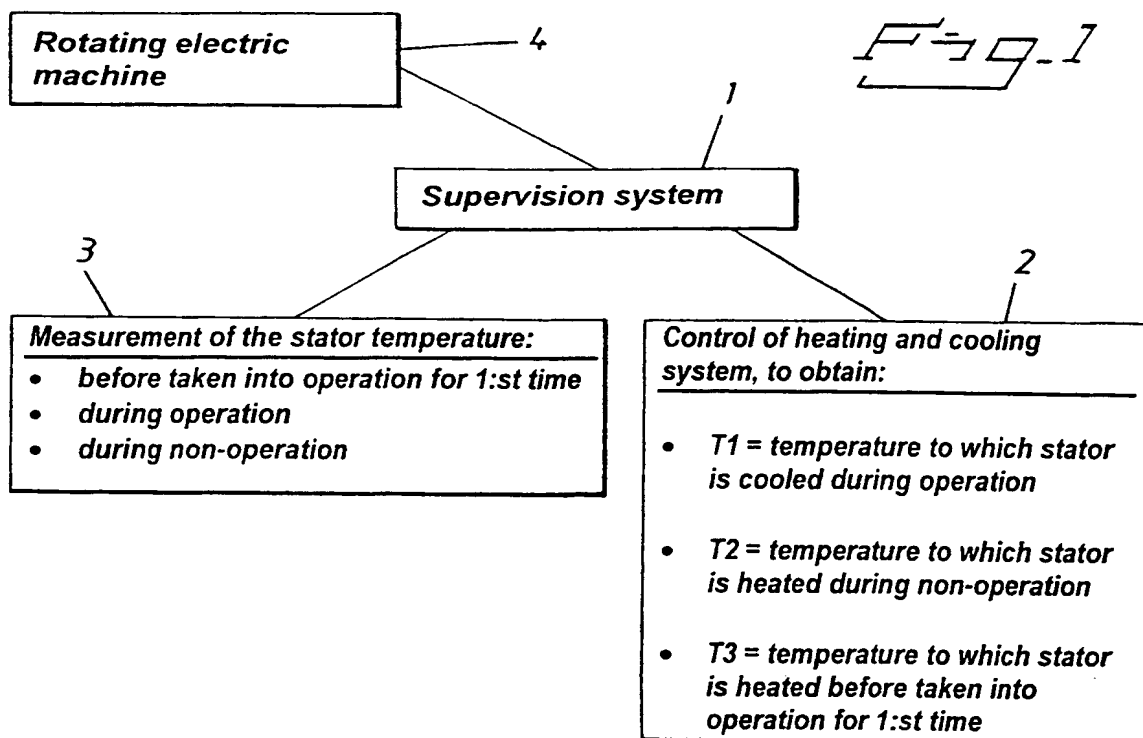 Rotating electric
machine
4
Fig. 1
1
Supervision system
3
Measurement of the stator temperature:
• before taken into operation for 1:st time
• during operation
• during non-operation
2
Control of heating and cooling
system, to obtain:
• T1 = temperature to which stator
is cooled during operation
• T2 = temperature to which stator
is heated during non-operation
• T3 = temperature to which stator
is heated before taken into
operation for 1:st time